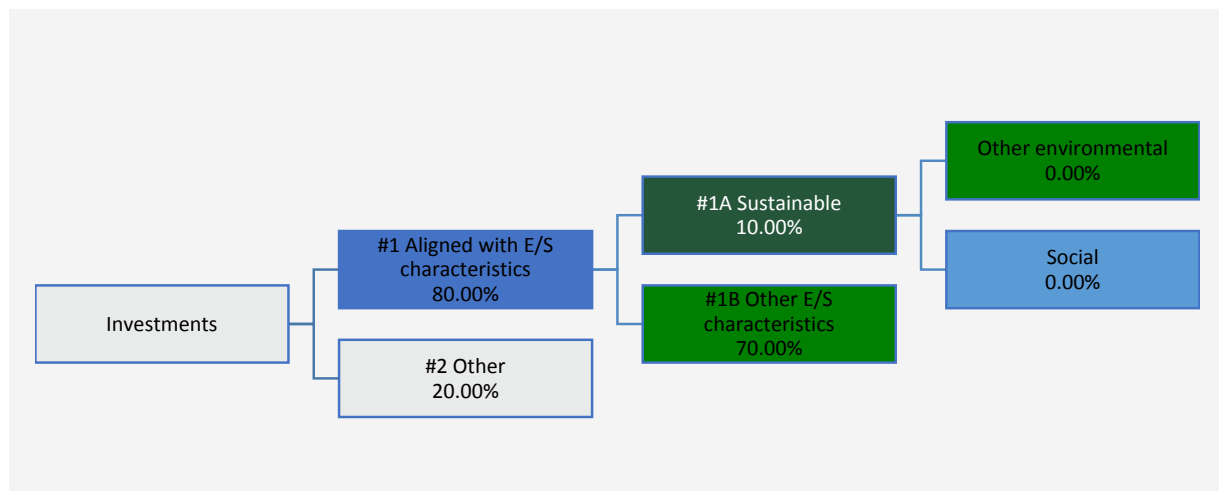 Investments
#1 Aligned with E/S
characteristics
80.00%
#2 Other
20.00%
#1A Sustainable
10.00%
#1B Other E/S
characteristics
70.00%
Other environmental
0.00%
Social
0.00%